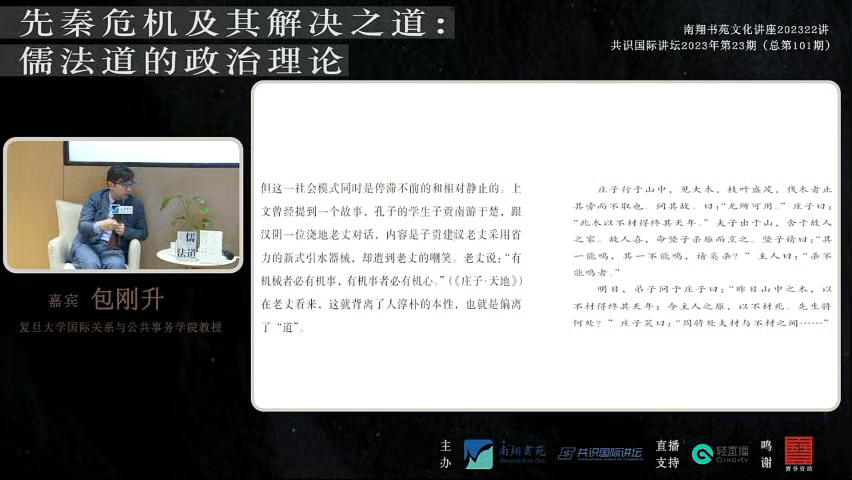 先秦危机及其解决之道：
儒法道的政治理论
南翔书苑文化讲座202322讲
共识国际讲坛2023年第23期（总第101期）
儒
法道
嘉宾 包刚升
复旦大学国际关系与公共事务学院教授
但这一社会模式同时是停滞不前的和相对静止的。上
文曾经提到一个故事，孔子的学生子贡南游于楚，跟
汉阴一位浇地老丈对话，内容是子贡建议老丈采用省
力的新式引水器械，却遭到老丈的嘲笑。老丈说：“有
机械者必有机事，有机事者必有机心。”（《庄子·天地》）
在老丈看来，这就背离了人淳朴的本性，也就是偏离
了“道”。
庄子行于山中，见大木，枝叶盛茂，伐木者止
其旁而不取也。问其故。曰：“无所可用。”庄子曰：
“此木以不材得终其天年。”夫子出于山，舍于故人
之家。故人喜，命竖子杀雁而烹之。竖子请曰：“其
一能鸣，其一不能鸣，请奚杀？”主人曰：“杀不
能鸣者。”
明日，弟子问于庄子曰：“昨日山中之木，以
不材得终其天年；今主人之雁，以不材死。先生将
何处？”庄子笑曰：“周将处夫材与不材之间……”
主办
南翔書苑
共识国际讲坛
直播支持
轻直播
Qing·tv
鸣谢